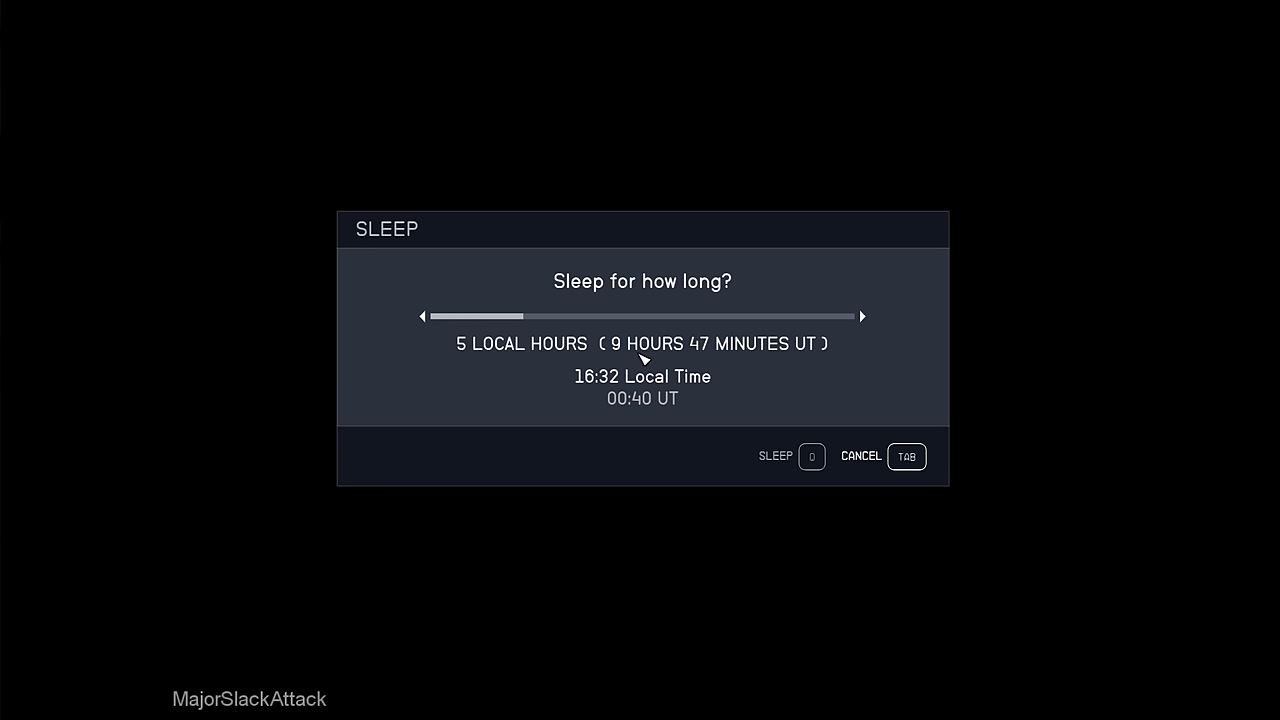 SLEEP
Sleep for how long?
5 LOCAL HOURS ( 9 HOURS 47 MINUTES UT )
16:32 Local Time
00:40 UT
SLEEP CANCEL TAB
MajorSlackAttack